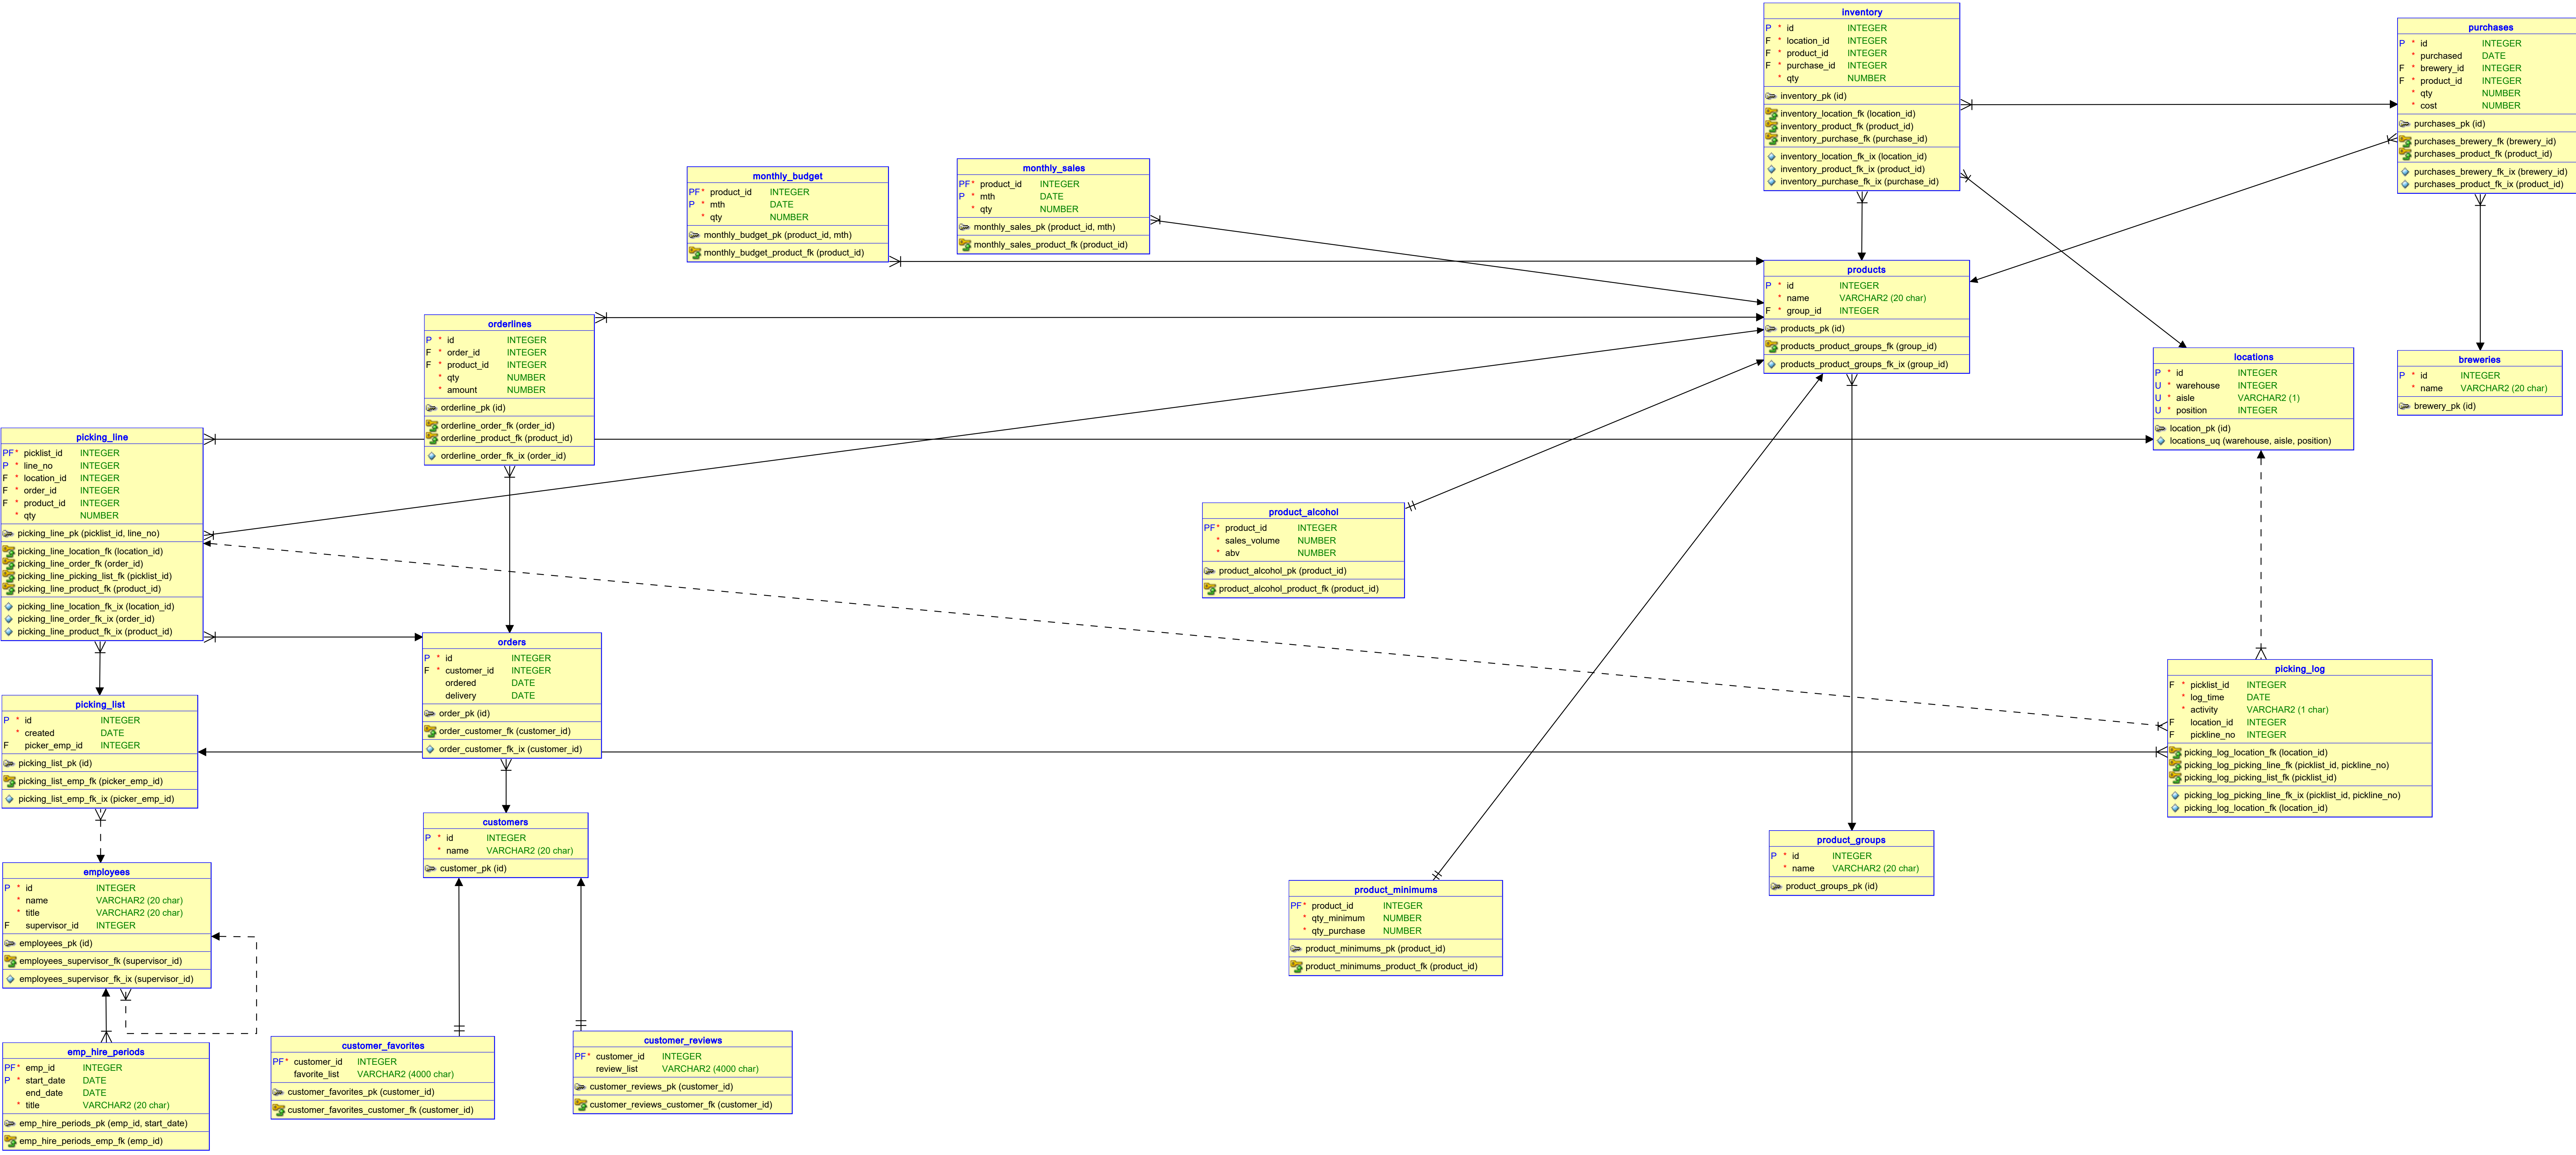 inventory
P * id INTEGER
F * location_id INTEGER
F * product_id INTEGER
F * purchase_id INTEGER
* qty NUMBER
inventory_pk (id)
inventory_location_fk (location_id)
inventory_product_fk (product_id)
inventory_purchase_fk (purchase_id)
inventory_location_fk_ix (location_id)
inventory_product_fk_ix (product_id)
inventory_purchase_fk_ix (purchase_id)
purchases
P * id INTEGER
* purchased DATE
F * brewery_id INTEGER
F * product_id INTEGER
* qty NUMBER
* cost NUMBER
purchases_pk (id)
purchases_brewery_fk (brewery_id)
purchases_product_fk (product_id)
purchases_brewery_fk_ix (brewery_id)
purchases_product_fk_ix (product_id)
monthly_budget
PF* product_id INTEGER
P * mth DATE
* qty NUMBER
monthly_budget_pk (product_id, mth)
monthly_budget_product_fk (product_id)
monthly_sales
PF* product_id INTEGER
P * mth DATE
* qty NUMBER
monthly_sales_pk (product_id, mth)
monthly_sales_product_fk (product_id)
products
P * id INTEGER
* name VARCHAR2 (20 char)
F * group_id INTEGER
products_pk (id)
products_product_groups_fk (group_id)
products_product_groups_fk_ix (group_id)
orderlines
P * id INTEGER
F * order_id INTEGER
F * product_id INTEGER
* qty NUMBER
* amount NUMBER
orderline_pk (id)
orderline_order_fk (order_id)
orderline_product_fk (product_id)
orderline_order_fk_ix (order_id)
locations
P * id INTEGER
U * warehouse INTEGER
U * aisle VARCHAR2 (1)
U * position INTEGER
location_pk (id)
locations_uq (warehouse, aisle, position)
breweries
P * id INTEGER
* name VARCHAR2 (20 char)
brewery_pk (id)
picking_line
PF* picklist_id INTEGER
P * line_no INTEGER
F * location_id INTEGER
F * order_id INTEGER
F * product_id INTEGER
* qty NUMBER
picking_line_pk (picklist_id, line_no)
picking_line_location_fk (location_id)
picking_line_order_fk (order_id)
picking_line_picking_list_fk (picklist_id)
picking_line_product_fk (product_id)
picking_line_location_fk_ix (location_id)
picking_line_order_fk_ix (order_id)
picking_line_product_fk_ix (product_id)
product_alcohol
PF* product_id INTEGER
* sales_volume NUMBER
* abv NUMBER
product_alcohol_pk (product_id)
product_alcohol_product_fk (product_id)
orders
P * id INTEGER
F * customer_id INTEGER
ordered DATE
delivery DATE
order_pk (id)
order_customer_fk (customer_id)
order_customer_fk_ix (customer_id)
picking_log
F * picklist_id INTEGER
* log_time DATE
* activity VARCHAR2 (1 char)
F location_id INTEGER
F pickline_no INTEGER
picking_log_location_fk (location_id)
picking_log_picking_line_fk (picklist_id, pickline_no)
picking_log_picking_list_fk (picklist_id)
picking_log_picking_line_fk_ix (picklist_id, pickline_no)
picking_log_location_fk (location_id)
picking_list
P * id INTEGER
* created DATE
F picker_emp_id INTEGER
picking_list_pk (id)
picking_list_emp_fk (picker_emp_id)
picking_list_emp_fk_ix (picker_emp_id)
customers
P * id INTEGER
* name VARCHAR2 (20 char)
customer_pk (id)
product_groups
P * id INTEGER
* name VARCHAR2 (20 char)
product_groups_pk (id)
employees
P * id INTEGER
* name VARCHAR2 (20 char)
* title VARCHAR2 (20 char)
F supervisor_id INTEGER
employees_pk (id)
employees_supervisor_fk (supervisor_id)
employees_supervisor_fk_ix (supervisor_id)
product_minimums
PF* product_id INTEGER
* qty_minimum NUMBER
* qty_purchase NUMBER
product_minimums_pk (product_id)
product_minimums_product_fk (product_id)
emp_hire_periods
PF* emp_id INTEGER
P * start_date DATE
end_date DATE
* title VARCHAR2 (20 char)
emp_hire_periods_pk (emp_id, start_date)
emp_hire_periods_emp_fk (emp_id)
customer_favorites
PF* customer_id INTEGER
favorite_list VARCHAR2 (4000 char)
customer_favorites_pk (customer_id)
customer_favorites_customer_fk (customer_id)
customer_reviews
PF* customer_id INTEGER
review_list VARCHAR2 (4000 char)
customer_reviews_pk (customer_id)
customer_reviews_customer_fk (customer_id)